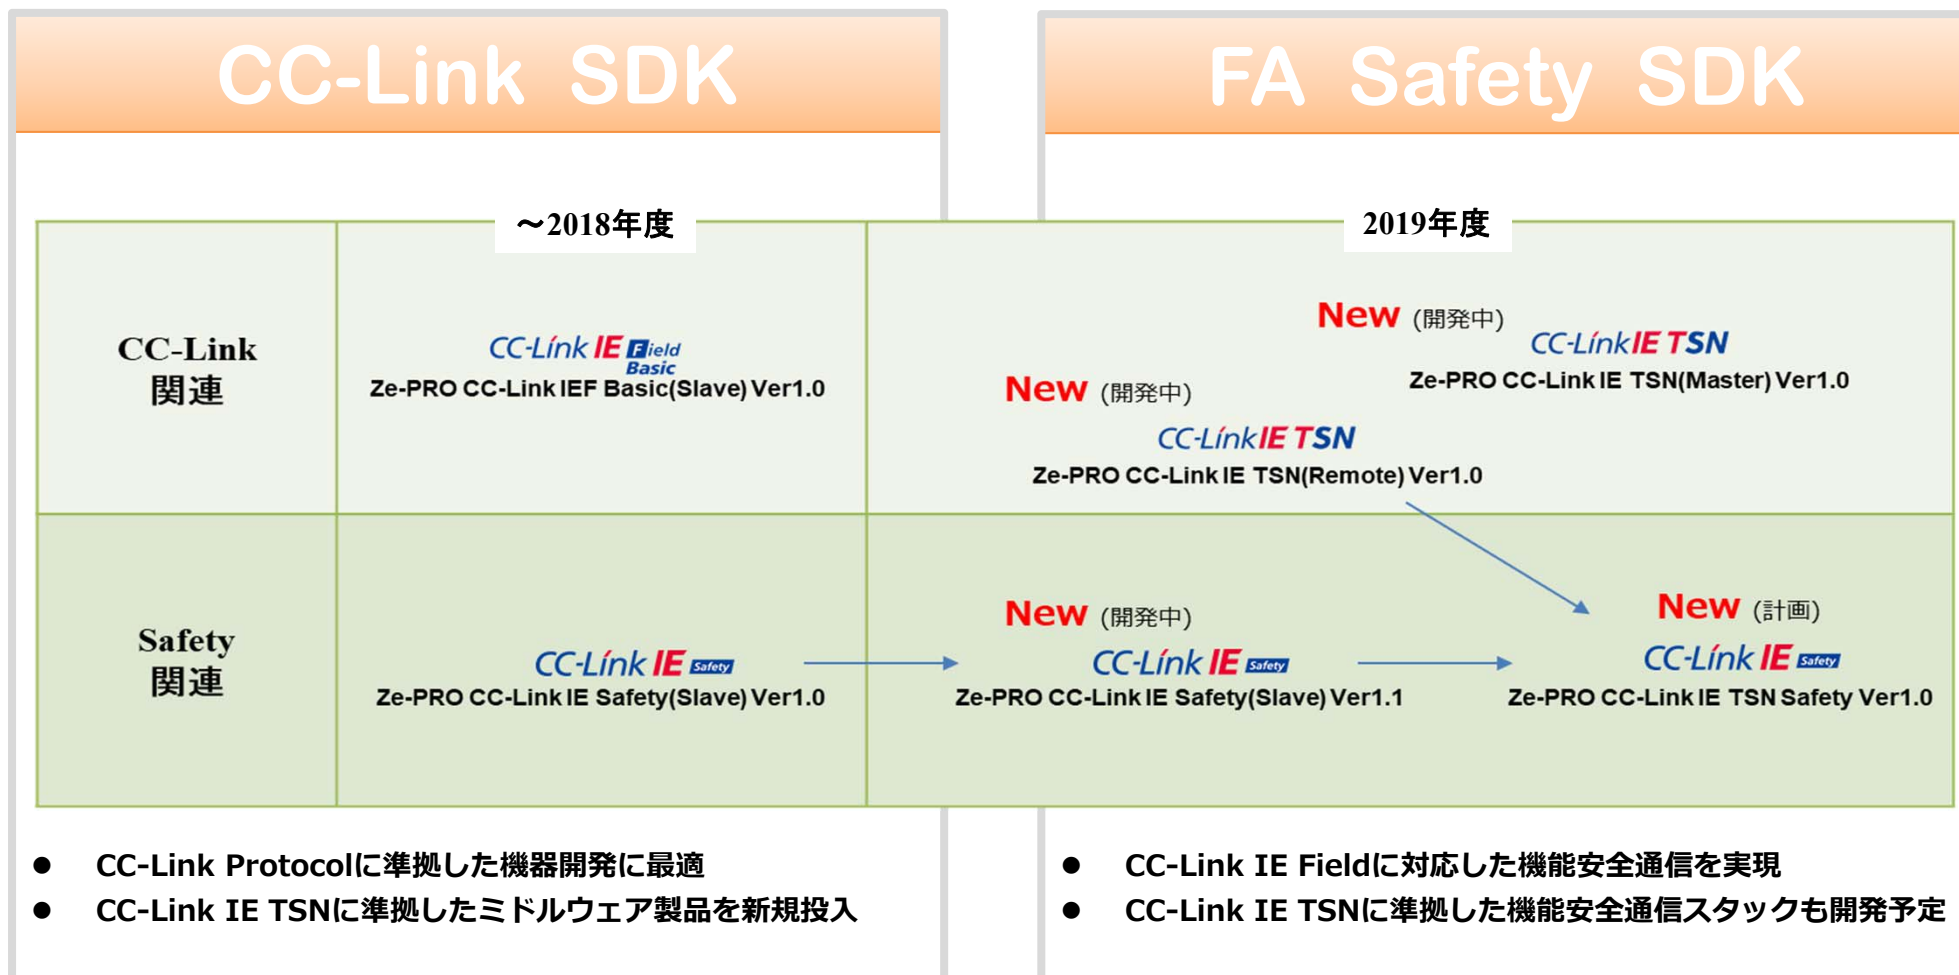 CC-Link SDK
FA Safety SDK
～2018年度
2019年度
CC-Link
関連
CC-Link IE Field
Basic
Ze-PRO CC-Link IEF Basic(Slave) Ver1.0
New (開発中)
CC-Link IE TSN
Ze-PRO CC-Link IE TSN(Master) Ver1.0
New (開発中)
CC-Link IE TSN
Ze-PRO CC-Link IE TSN(Remote) Ver1.0
Safety
関連
CC-Link IE Safety
Ze-PRO CC-Link IE Safety(Slave) Ver1.0
New (開発中)
CC-Link IE Safety
Ze-PRO CC-Link IE Safety(Slave) Ver1.1
New (計画)
CC-Link IE Safety
Ze-PRO CC-Link IE TSN Safety Ver1.0
● CC-Link Protocolに準拠した機器開発に最適
● CC-Link IE TSNに準拠したミドルウェア製品を新規投入
● CC-Link IE Fieldに対応した機能安全通信を実現
● CC-Link IE TSNに準拠した機能安全通信スタックも開発予定